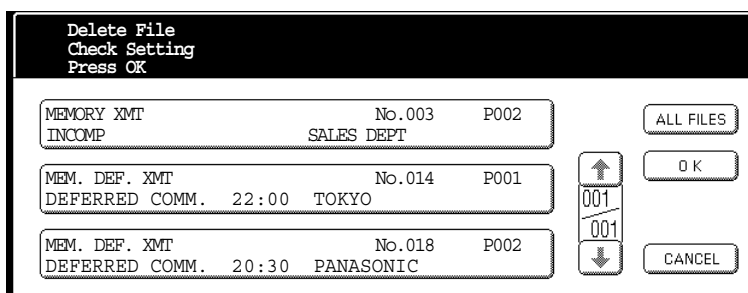 Delete File
Check Setting
Press OK
MEMORY XMT No.003 P002
INCOMP SALES DEPT
ALL FILES
MEM. DEF. XMT No.014 P001
DEFERRED COMM. 22:00 TOKYO
OK
001/001
MEM. DEF. XMT No.018 P002
DEFERRED COMM. 20:30 PANASONIC
CANCEL